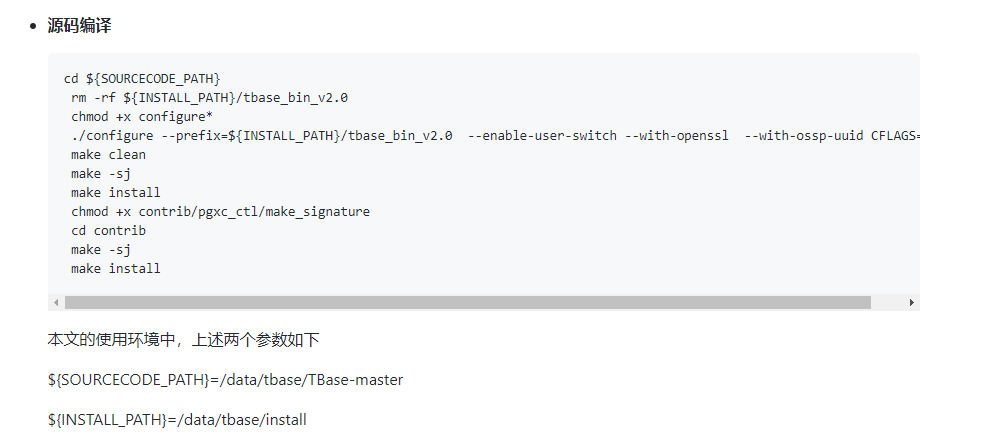 源码编译
cd ${SOURCECODE_PATH}
rm -rf ${INSTALL_PATH}/tbase_bin_v2.0
chmod +x configure*
./configure --prefix=${INSTALL_PATH}/tbase_bin_v2.0  --enable-user-switch --with-openssl  --with-ossp-uuid CFLAGS=
make clean
make -sj
make install
chmod +x contrib/pgxc_ctl/make_signature
cd contrib
make -sj
make install
本文的使用环境中，上述两个参数如下
${SOURCECODE_PATH}=/data/tbase/TBase-master
${INSTALL_PATH}=/data/tbase/install